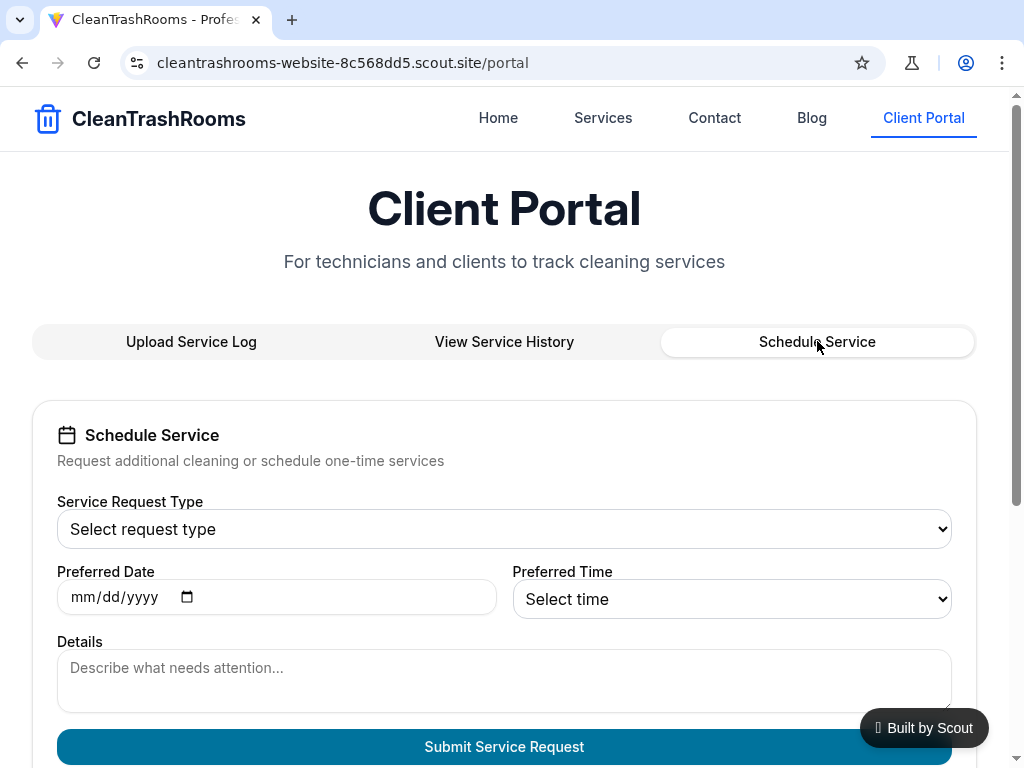 CleanTrashRooms - Profes
cleantrashrooms-website-8c568dd5.scout.site/portal
CleanTrashRooms
Home
Services
Contact
Blog
Client Portal
Client Portal
For technicians and clients to track cleaning services
Upload Service Log
View Service History
Schedule Service
Schedule Service
Request additional cleaning or schedule one-time services
Service Request Type
Select request type
Preferred Date
Preferred Time
mm/dd/yyyy
Select time
Details
Describe what needs attention...
Built by Scout
Submit Service Request